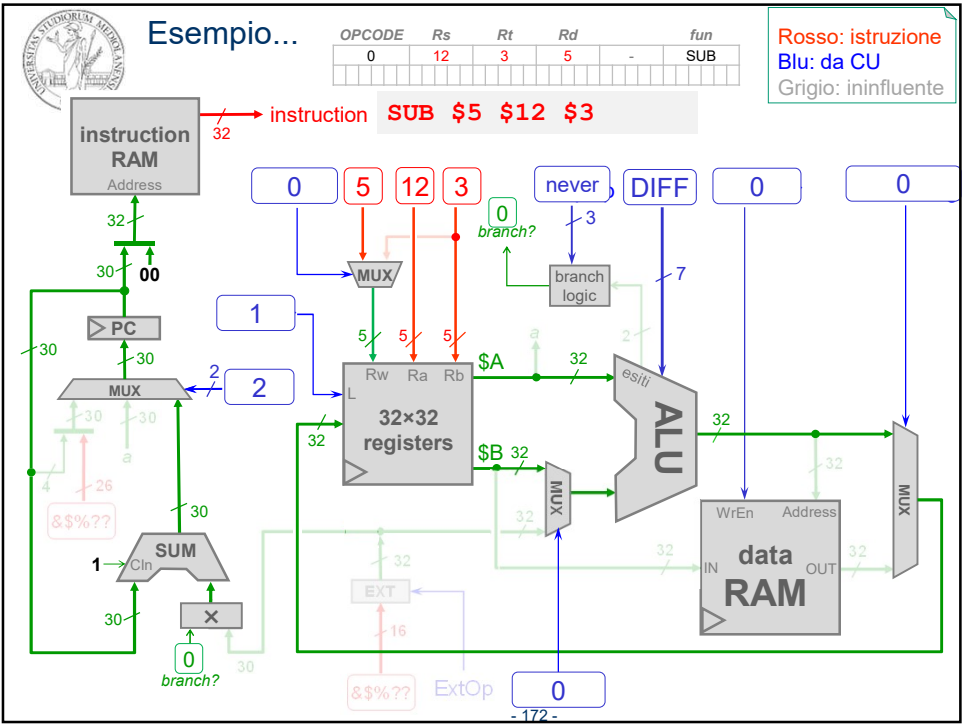 UNIVERSITAS STUDIORUM MEDIOLANENSIS
Esempio...
OPCODE Rs Rt Rd fun
0 12 3 5 - SUB
Rosso: istruzione
Blu: da CU
Grigio: ininfluente
instruction
RAM
Address
32
instruction
SUB $5 $12 $3
0
5
12
3
never
DIFF
0
0
0
branch?
3
7
32
30
00
MUX
branch
logic
PC
30
30
1
5
5
5
a
2
2
2
MUX
Rw Ra Rb
L
32×32
registers
32
$A
32
$B 32
esiti
ALU
32
32
MUX
MUX
30
30
4
a
26
&$%??
30
1
CIn
SUM
30
×
0
branch?
30
32
32
EXT
16
&$%??
ExtOp
0
32
WrEn Address
IN
data
RAM
OUT
32
- 172 -